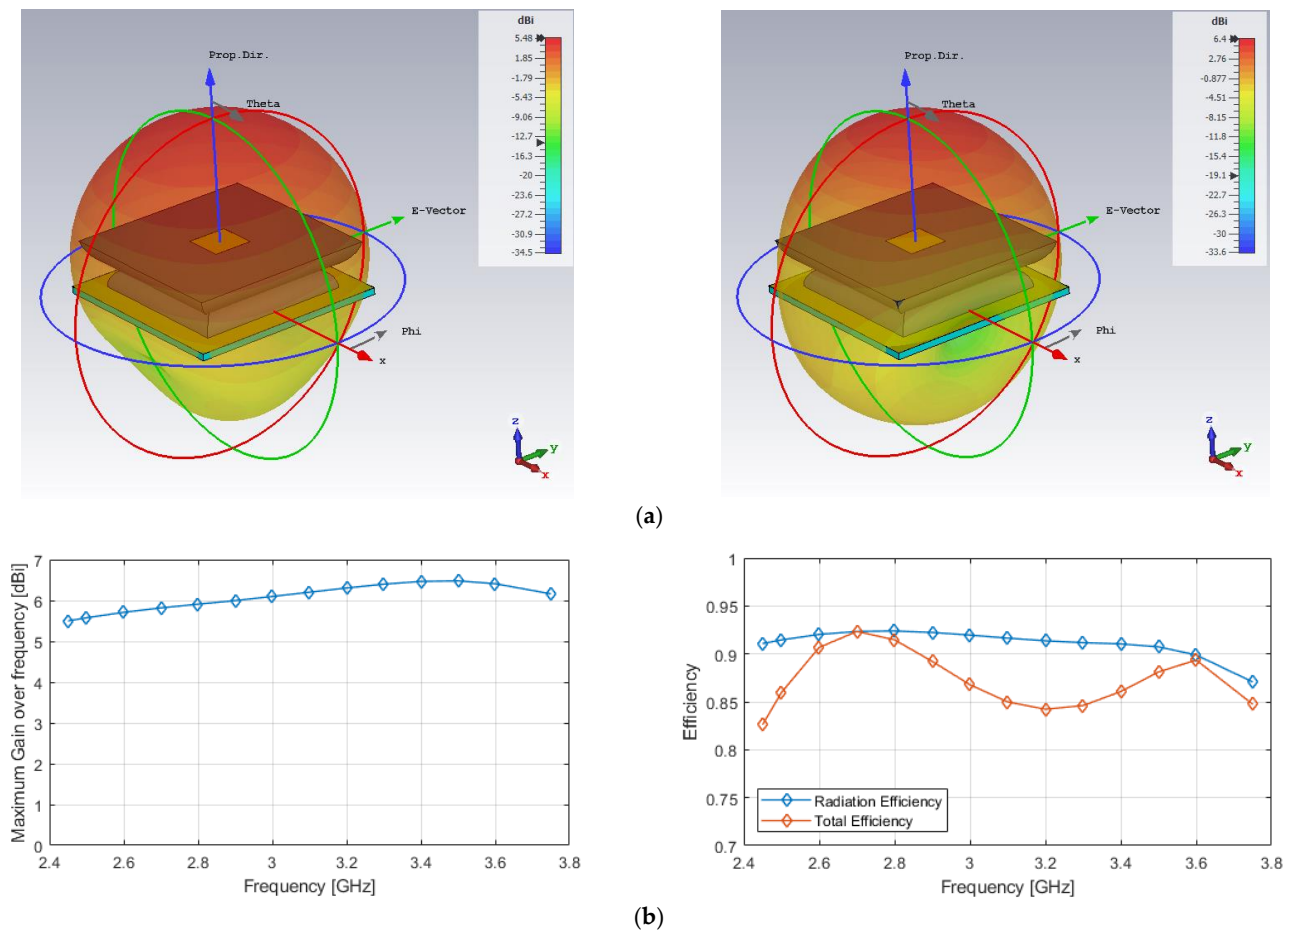 dBi
5.48
1.85
-1.79
-5.43
-9.06
-12.7
-16.3
-20
-23.6
-27.2
-30.9
-34.5
Prop.Dir.
Theta
E-Vector
Phi
x
z
y
x
dBi
6.4
2.76
-0.877
-4.51
-8.15
-11.8
-15.4
-19.1
-22.7
-26.3
-30
-33.6
Prop.Dir.
Theta
E-Vector
Phi
x
z
y
x
(a)
Maximum Gain over frequency [dBi]
7
6
5
4
3
2
1
0
2.4 2.6 2.8 3 3.2 3.4 3.6 3.8
Frequency [GHz]
Efficiency
1
0.95
0.9
0.85
0.8
0.75
0.7
Radiation Efficiency
Total Efficiency
2.4 2.6 2.8 3 3.2 3.4 3.6 3.8
Frequency [GHz]
(b)